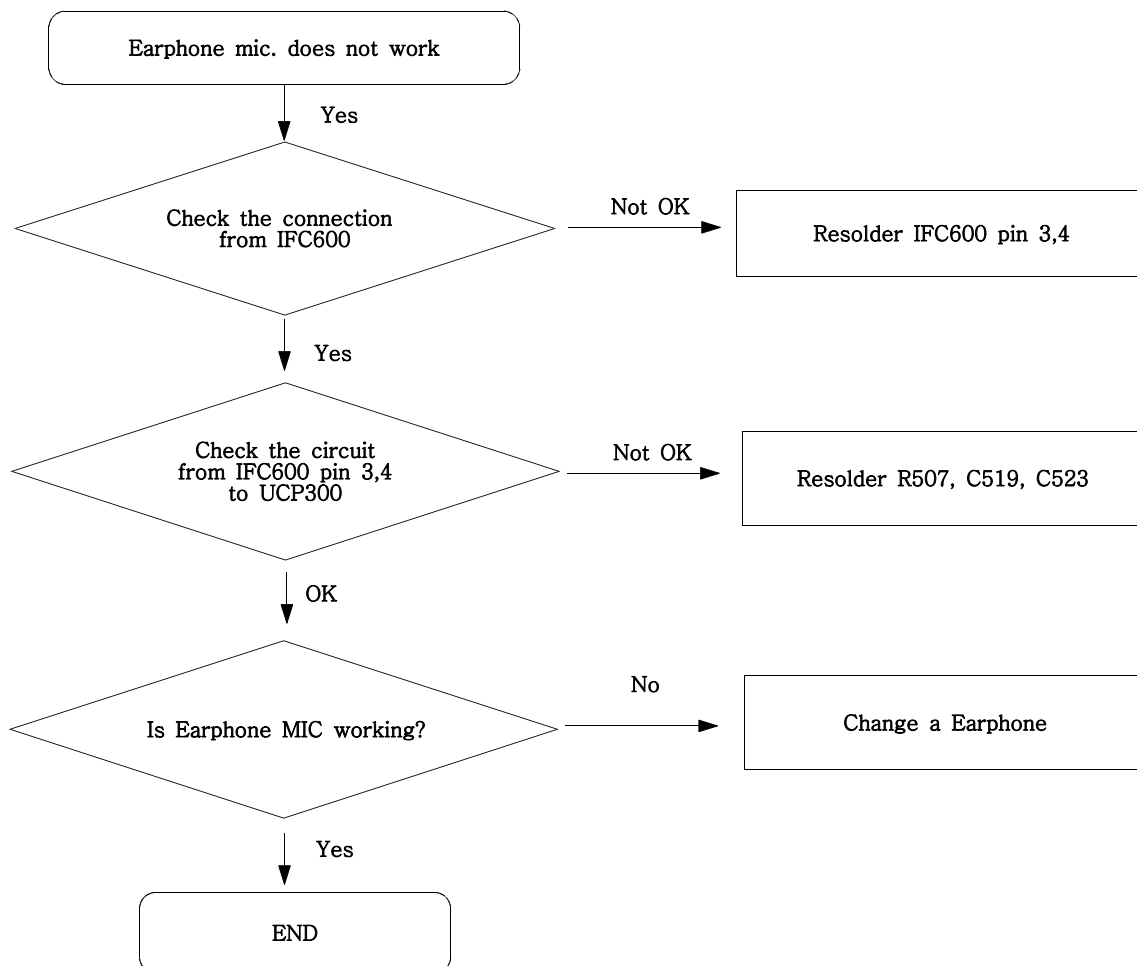 Earphone mic. does not work
Yes
Check the connection
from IFC600
Not OK
Resolder IFC600 pin 3,4
Yes
Check the circuit
from IFC600 pin 3,4
to UCP300
Not OK
Resolder R507, C519, C523
OK
Is Earphone MIC working?
No
Change a Earphone
Yes
END